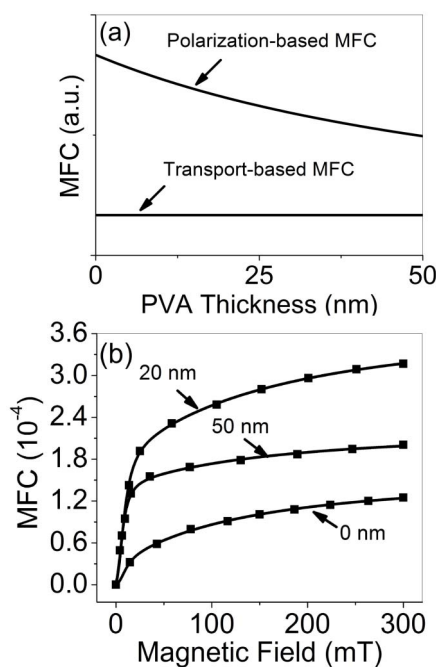 (a)
Polarization-based MFC
Transport-based MFC
MFC (a.u.)
0 25 50
PVA Thickness (nm)
(b)
3.6
3.0
2.4
1.8
1.2
0.6
0.0
20 nm
50 nm
0 nm
MFC (10⁻⁴)
0 100 200 300
Magnetic Field (mT)